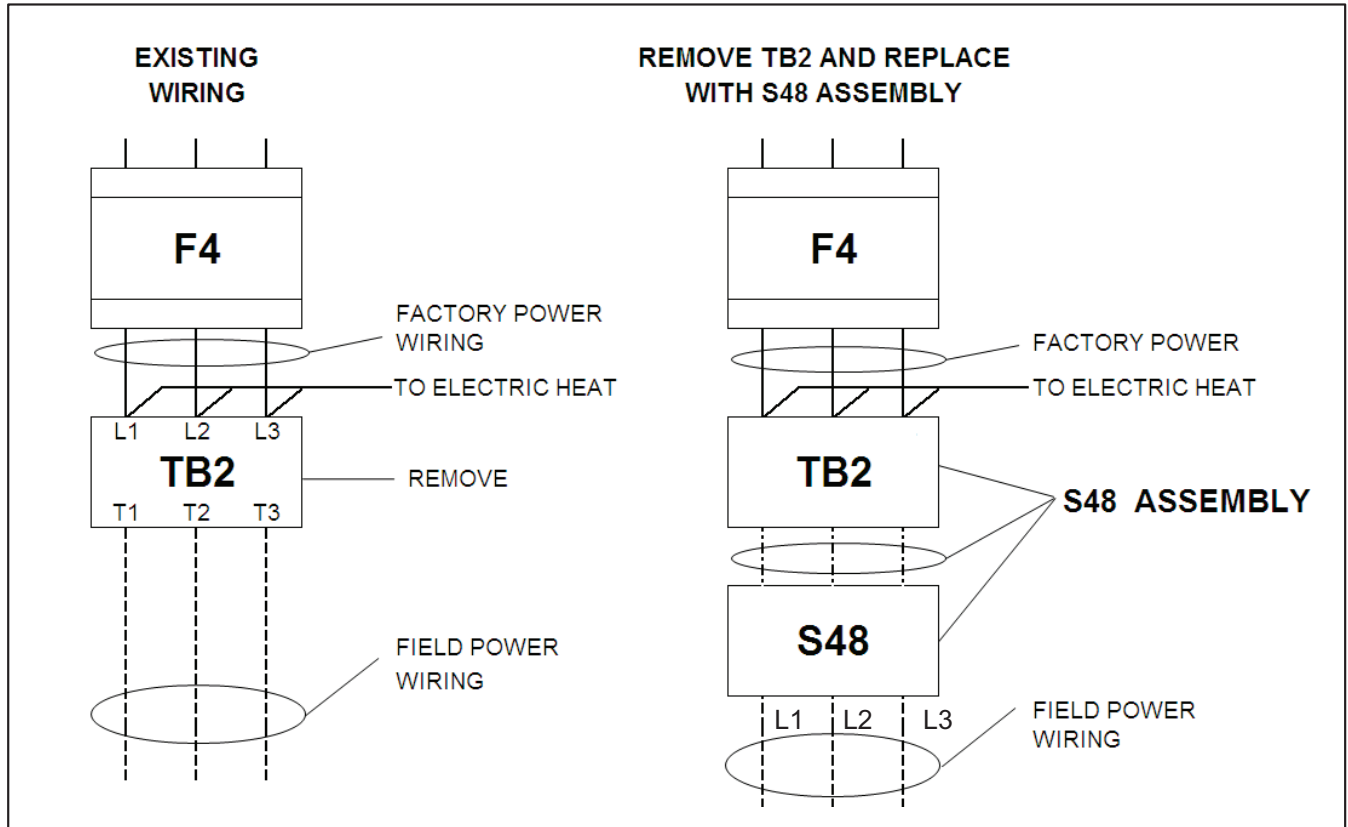 EXISTING
WIRING
F4
FACTORY POWER
WIRING
TO ELECTRIC HEAT
L1 L2 L3
TB2
REMOVE
T1 T2 T3
FIELD POWER
WIRING
REMOVE TB2 AND REPLACE
WITH S48 ASSEMBLY
F4
FACTORY POWER
TO ELECTRIC HEAT
TB2
S48 ASSEMBLY
S48
L1 L2 L3
FIELD POWER
WIRING